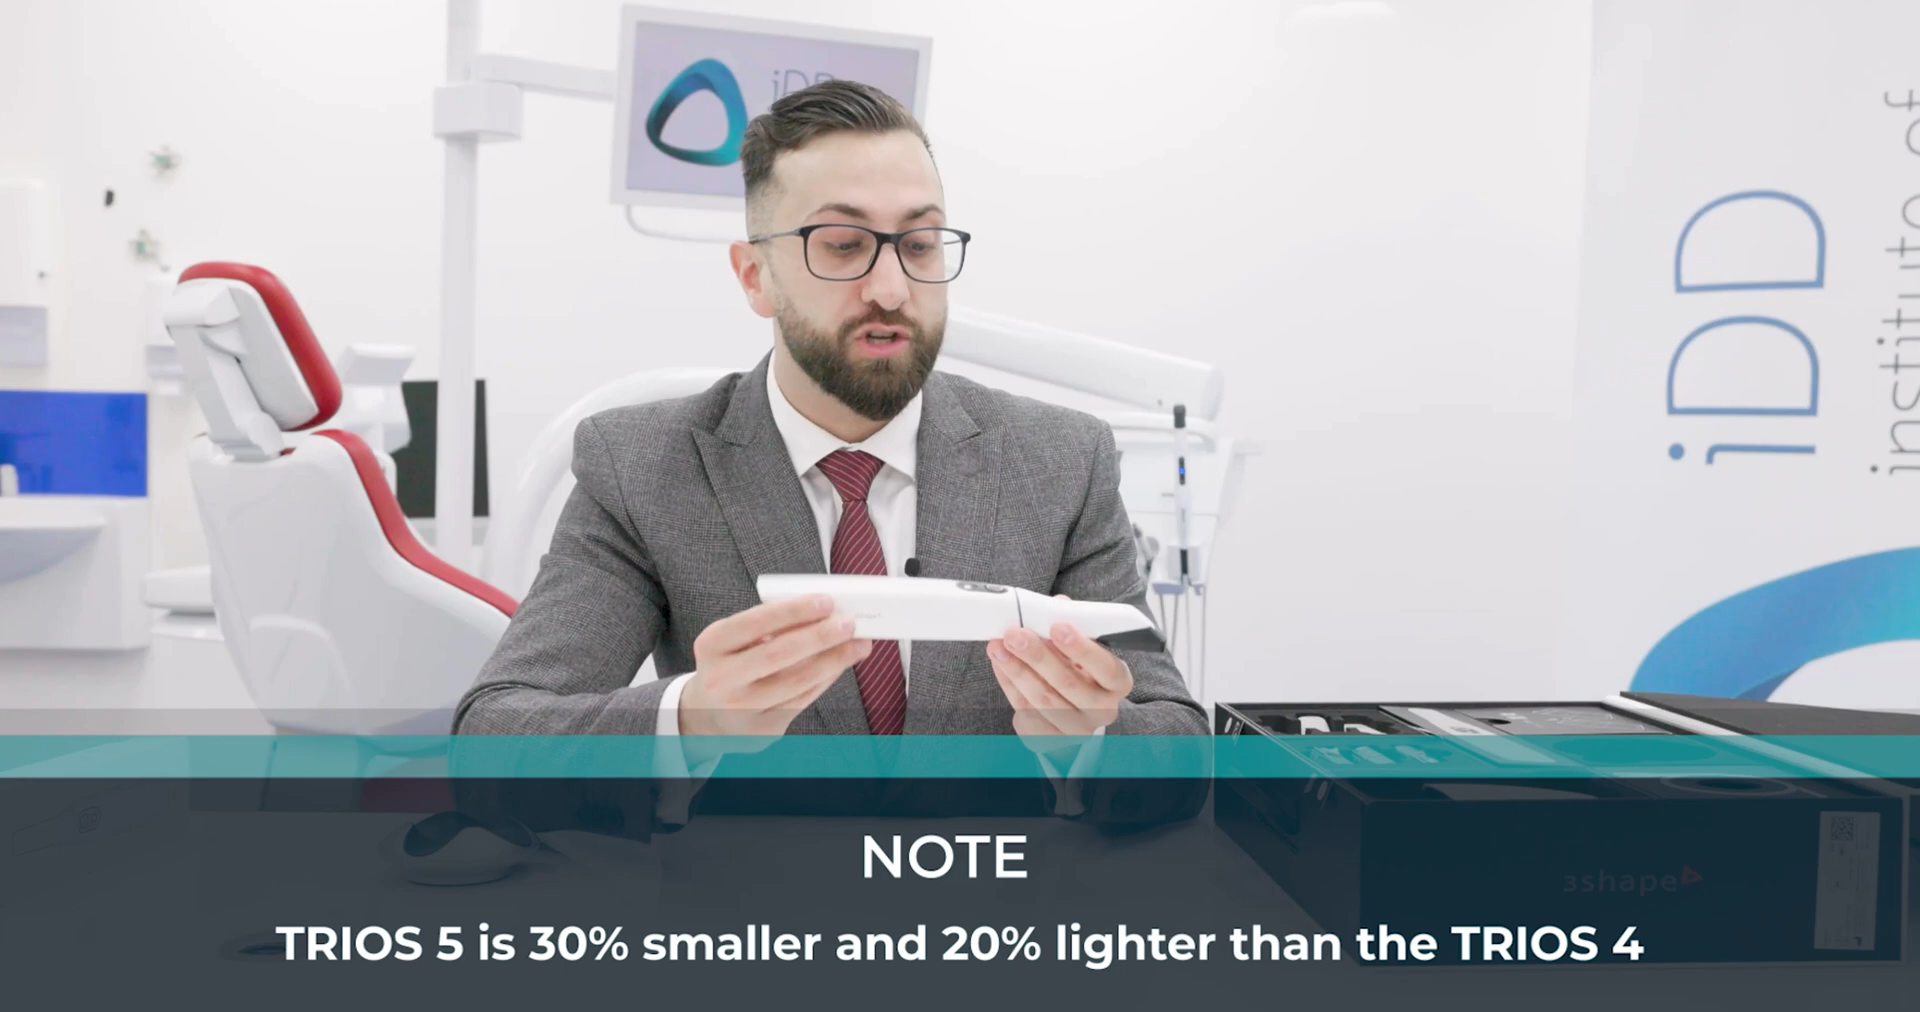 iDD
institute of
3shape
NOTE
TRIOS 5 is 30% smaller and 20% lighter than the TRIOS 4